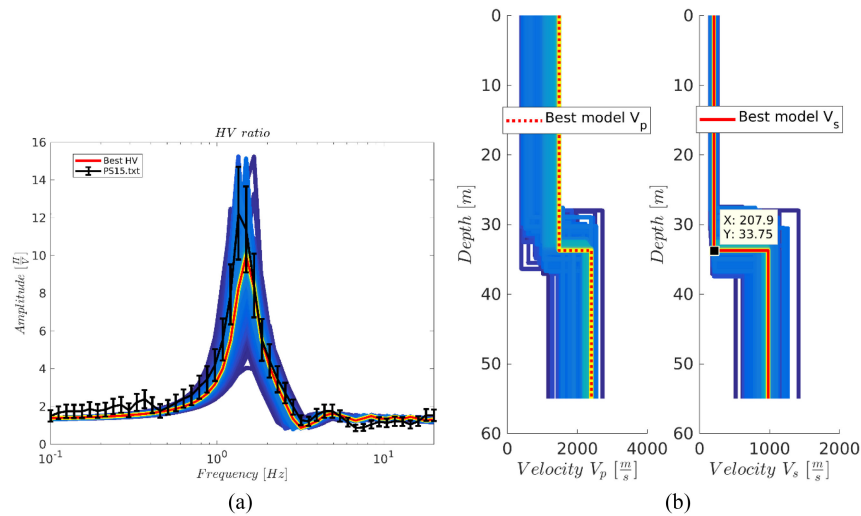 HV ratio
16
14
12
10
8
6
4
2
0
Amplitude [H/V]
Best HV
PS15.txt
10^-1
10^0
10^1
Frequency [Hz]
(a)
0
10
20
30
40
50
60
Depth [m]
Best model V_p
0
2000
4000
Velocity V_p [m/s]
0
10
20
30
40
50
60
Depth [m]
Best model V_s
X: 207.9
Y: 33.75
0
1000
2000
Velocity V_s [m/s]
(b)